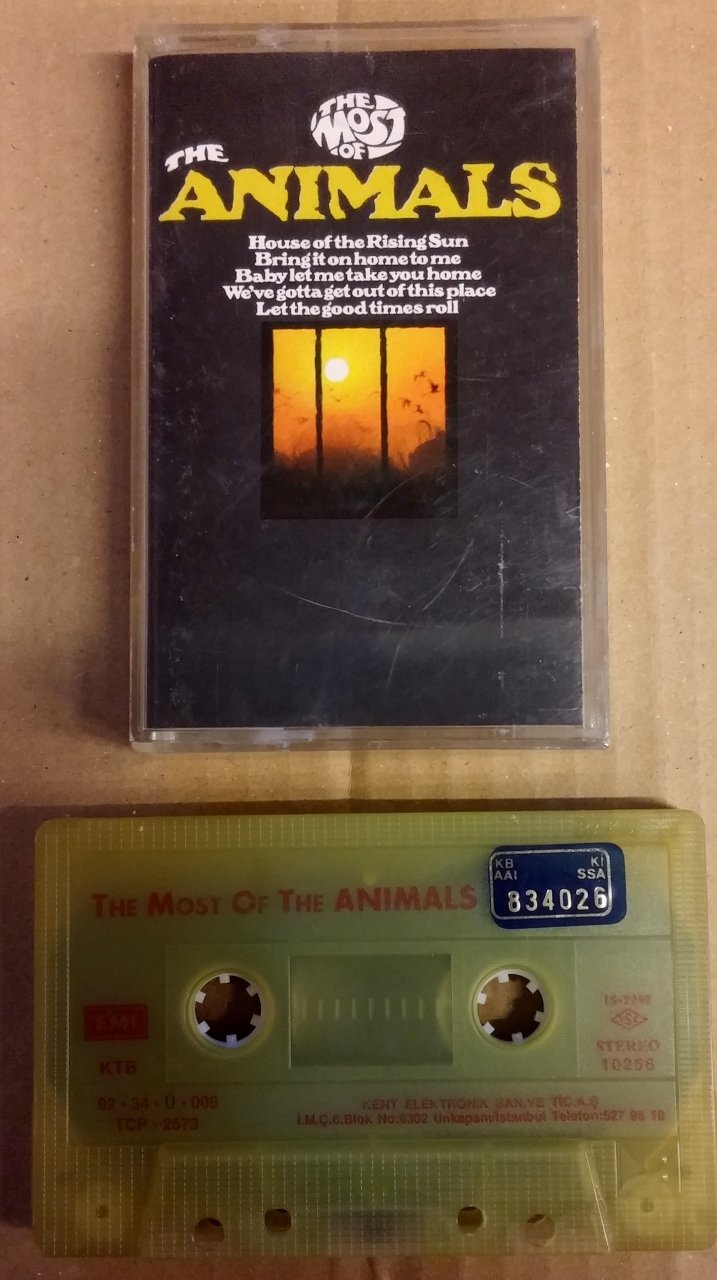 THE
MOST
OF
THE
ANIMALS
House of the Rising Sun
Bring it on home to me
Baby let me take you home
We've gotta get out of this place
Let the good times roll
THE MOST OF THE ANIMALS
KB KI
AAI SSA
834026
EMI
KTB
STEREO
10266
92 - 34 - Ü - 008
TCP - 2573
KENT ELEKTRONİK SAN.VE TİC.A.Ş
İ.M.Ç.6.Blok No:6302 Unkapanı/İstanbul Telefon:527 95 18